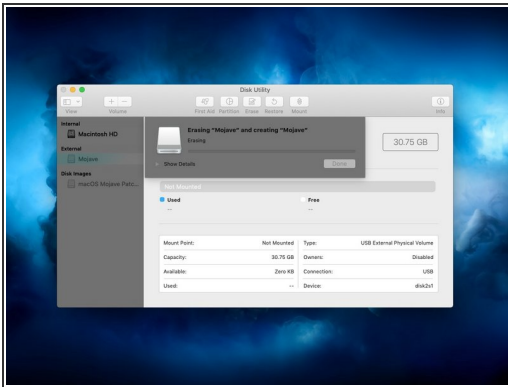 Disk Utility
View
Volume
First Aid
Partition
Erase
Restore
Mount
Info
Internal
Macintosh HD
External
Mojave
Disk Images
macOS Mojave Patc...
Erasing "Mojave" and creating "Mojave"
Erasing
Show Details
Done
30.75 GB
Not Mounted
Used
--
Free
--
Mount Point: Not Mounted
Type: USB External Physical Volume
Capacity: 30.75 GB
Owners: Disabled
Available: Zero KB
Connection: USB
Used: --
Device: disk2s1